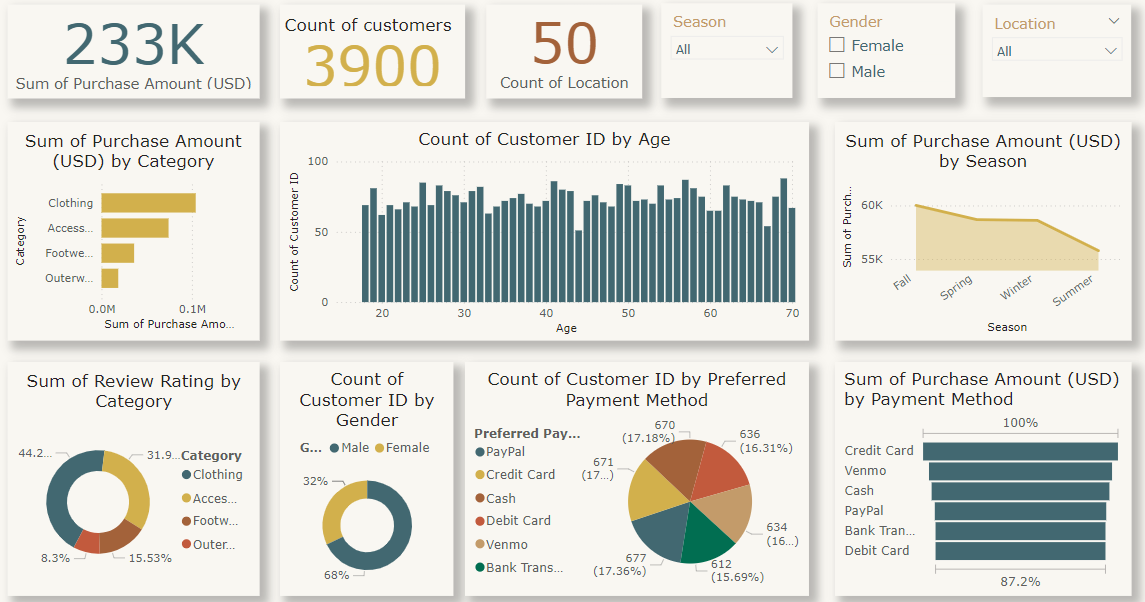 233K
Sum of Purchase Amount (USD)
Count of customers
3900
50
Count of Location
Season
All
Gender
Female
Male
Location
All
Sum of Purchase Amount
(USD) by Category
Category
Clothing
Access...
Footwe...
Outerw...
0.0M
0.1M
Sum of Purchase Amo...
Count of Customer ID by Age
Count of Customer ID
100
50
0
20
30
40
50
60
70
Age
Sum of Purchase Amount (USD)
by Season
Sum of Purch...
60K
55K
Fall
Spring
Winter
Summer
Season
Sum of Review Rating by
Category
44.2...
31.9...
8.3%
15.53%
Category
Clothing
Acces...
Footw...
Outer...
Count of
Customer ID by
Gender
G...
Male
Female
32%
68%
Count of Customer ID by Preferred
Payment Method
Preferred Pay...
PayPal
Credit Card
Cash
Debit Card
Venmo
Bank Trans...
670
(17.18%)
636
(16.31%)
671
(17...)
634
(16...)
677
(17.36%)
612
(15.69%)
Sum of Purchase Amount (USD)
by Payment Method
100%
Credit Card
Venmo
Cash
PayPal
Bank Tran...
Debit Card
87.2%